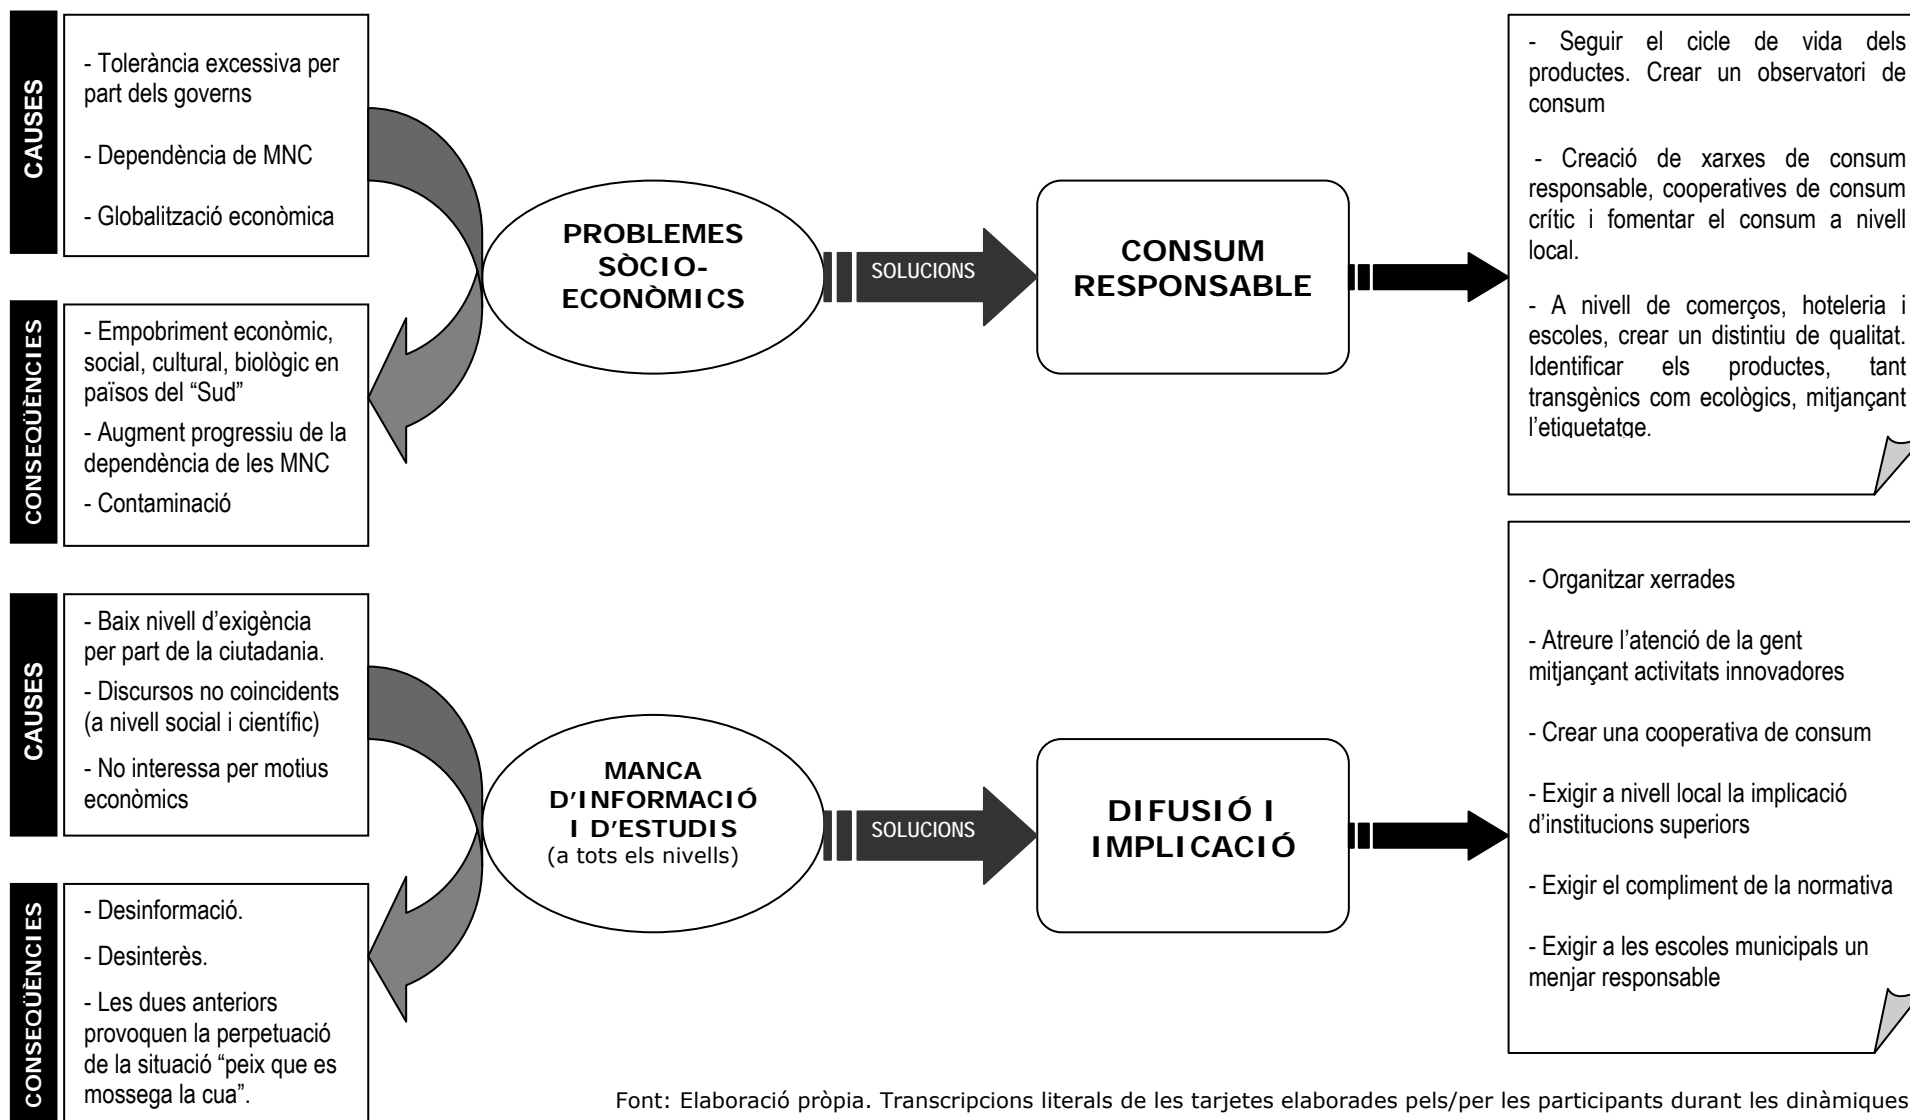 CAUSES
- Tolerància excessiva per
part dels governs
- Dependència de MNC
- Globalització econòmica
CONSEQÜÈNCIES
- Empobriment econòmic,
social, cultural, biològic en
països del “Sud”
- Augment progressiu de la
dependència de les MNC
- Contaminació
PROBLEMES
SÒCIO-
ECONÒMICS
SOLUCIONS
CONSUM
RESPONSABLE
- Seguir el cicle de vida dels
productes. Crear un observatori de
consum
- Creació de xarxes de consum
responsable, cooperatives de consum
crític i fomentar el consum a nivell
local.
- A nivell de comerços, hoteleria i
escoles, crear un distintiu de qualitat.
Identificar els productes, tant
transgènics com ecològics, mitjançant
l’etiquetatge.
CAUSES
- Baix nivell d’exigència
per part de la ciutadania.
- Discursos no coincidents
(a nivell social i científic)
- No interessa per motius
econòmics
CONSEQÜÈNCIES
- Desinformació.
- Desinterès.
- Les dues anteriors
provoquen la perpetuació
de la situació “peix que es
mossega la cua”.
MANCA
D’INFORMACIÓ
I D’ESTUDIS
(a tots els nivells)
SOLUCIONS
DIFUSIÓ I
IMPLICACIÓ
- Organitzar xerrades
- Atreure l’atenció de la gent
mitjançant activitats innovadores
- Crear una cooperativa de consum
- Exigir a nivell local la implicació
d’institucions superiors
- Exigir el compliment de la normativa
- Exigir a les escoles municipals un
menjar responsable
Font: Elaboració pròpia. Transcripcions literals de les tarjetes elaborades pels/per les participants durant les dinàmiques